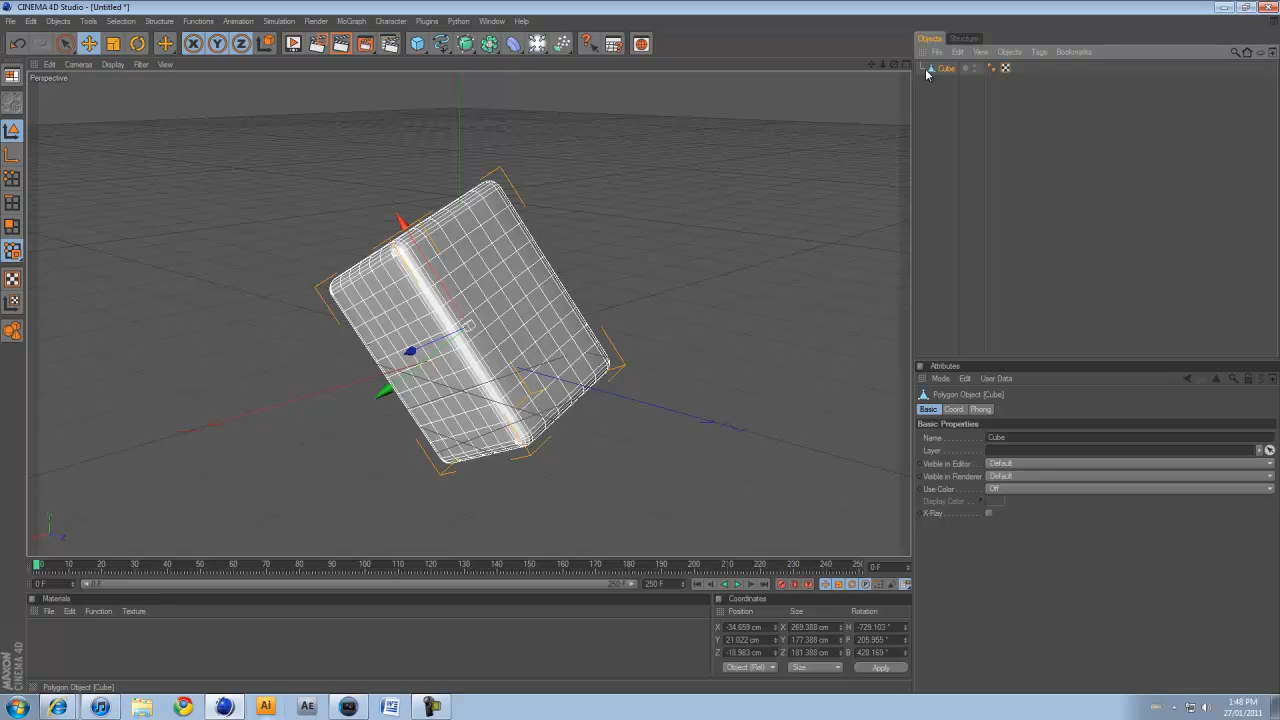 CINEMA 4D Studio - [Untitled *]
File Edit Objects Tools Selection Structure Functions Animation Simulation Render MoGraph Character Plugins Python Window Help
Edit Cameras Display Filter View
Perspective
Objects Structure
File Edit View Objects Tags Bookmarks
Cube
Attributes
Mode Edit User Data
Polygon Object [Cube]
Basic Coord. Phong
Basic Properties
Name Cube
Layer
Visible in Editor Default
Visible in Renderer Default
Use Color Off
Display Color
X-Ray
Y
Z
0 10 20 30 40 50 60 70 80 90 100 110 120 130 140 150 160 170 180 190 200 210 220 230 240 250 0 F
0 F 0 F 250 F 250 F
Materials
File Edit Function Texture
Coordinates
Position Size Rotation
X -34.659 cm X 269.388 cm H -729.103 °
Y 21.022 cm Y 177.388 cm P 205.955 °
Z -18.983 cm Z 181.388 cm B 428.169 °
Object (Rel) Size Apply
MAXON
CINEMA 4D
Polygon Object [Cube]
Ai
Ae
1:48 PM
27/01/2011